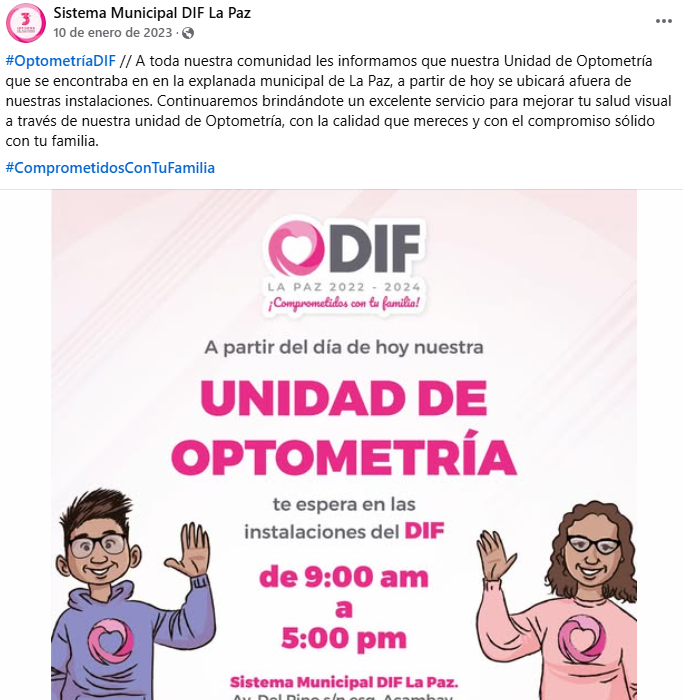 Sistema Municipal DIF La Paz
10 de enero de 2023 ·
#OptometríaDIF // A toda nuestra comunidad les informamos que nuestra Unidad de Optometría
que se encontraba en en la explanada municipal de La Paz, a partir de hoy se ubicará afuera de
nuestras instalaciones. Continuaremos brindándote un excelente servicio para mejorar tu salud visual
a través de nuestra unidad de Optometría, con la calidad que mereces y con el compromiso sólido
con tu familia.
#ComprometidosConTuFamilia
DIF
LA PAZ 2022 - 2024
¡Comprometidos con tu familia!
A partir del día de hoy nuestra
UNIDAD DE
OPTOMETRÍA
te espera en las
instalaciones del DIF
de 9:00 am
a
5:00 pm
Sistema Municipal DIF La Paz.
Av. Del Pino s/n esq. Acambay